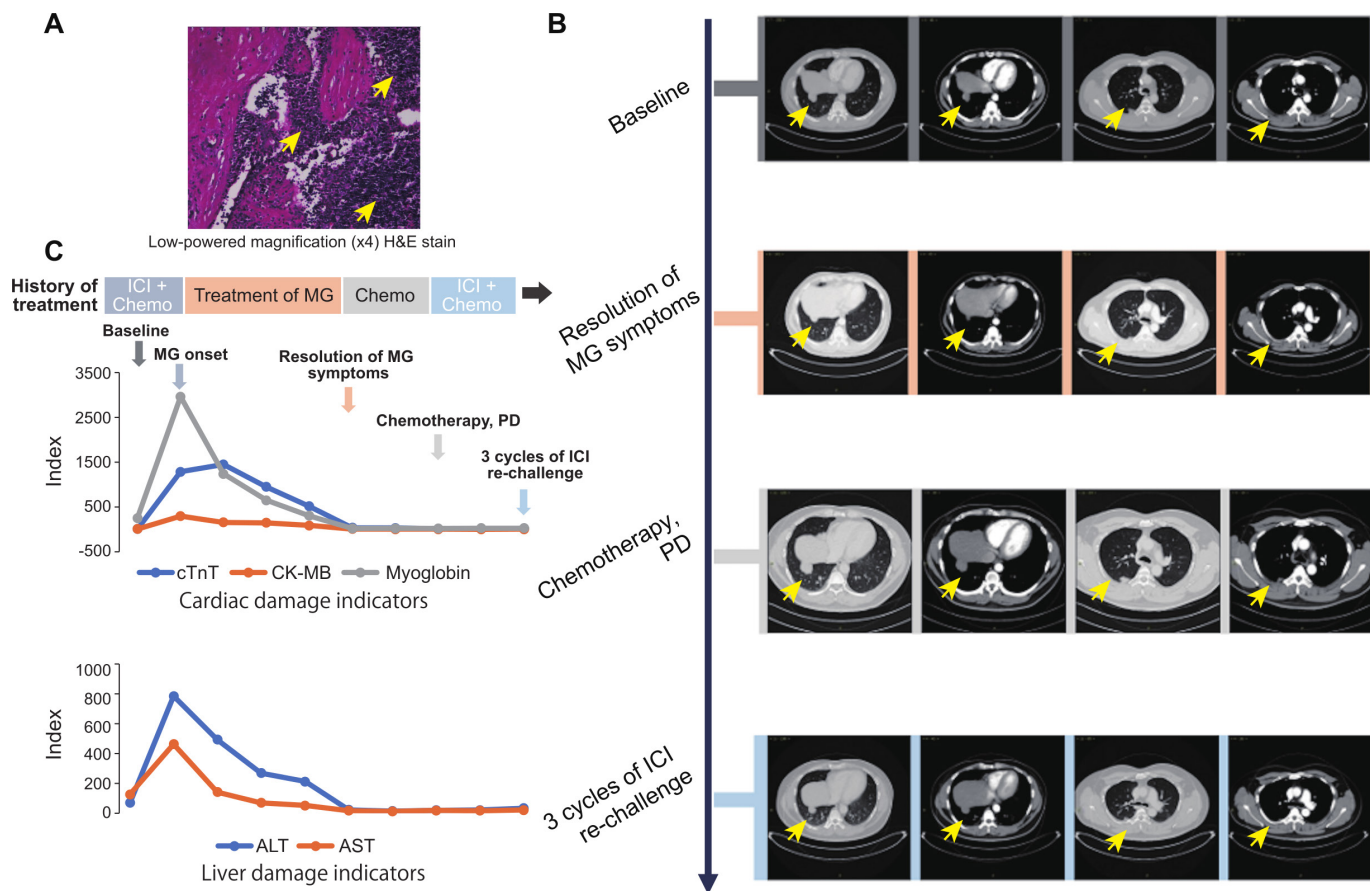 A
Low-powered magnification (x4) H&E stain
B
Baseline
Resolution of
MG symptoms
Chemotherapy,
PD
3 cycles of ICI
re-challenge
C
History of
treatment
ICI +
Chemo
Treatment of MG
Chemo
ICI +
Chemo
Baseline
MG onset
Resolution of MG
symptoms
Chemotherapy, PD
3 cycles of ICI
re-challenge
Index
3500
2500
1500
500
-500
cTnT
CK-MB
Myoglobin
Cardiac damage indicators
Index
1000
800
600
400
200
0
ALT
AST
Liver damage indicators